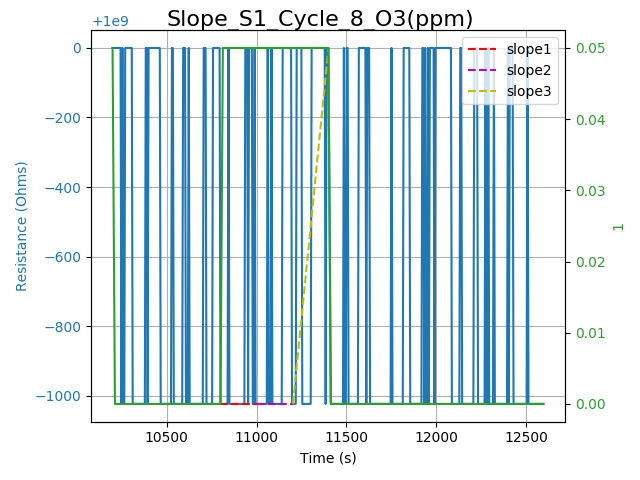 Slope_S1_Cycle_8_O3(ppm)
+1e9
slope1
slope2
slope3
0
−200
−400
−600
−800
−1000
Resistance (Ohms)
0.05
0.04
0.03
0.02
0.01
0.00
1
10500
11000
11500
12000
12500
Time (s)